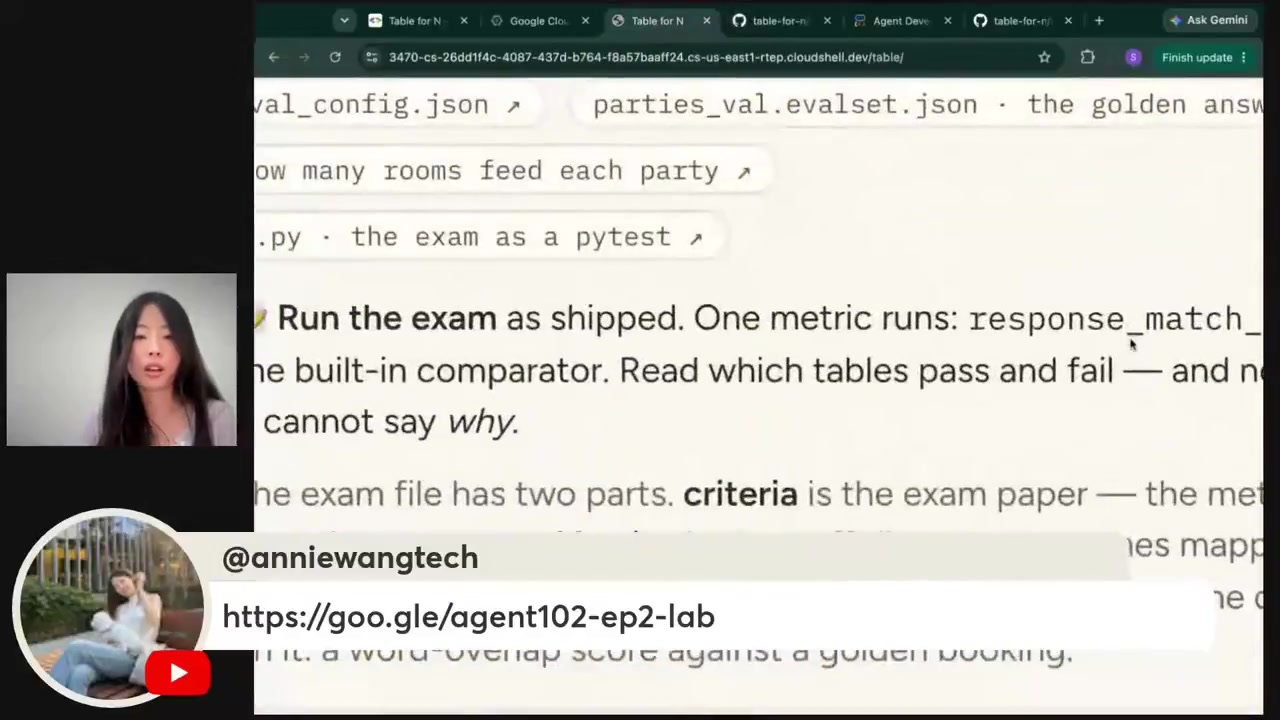 Table for N
Google Clou
Table for N
table-for-n/
Agent Deve
table-for-n/
Ask Gemini
3470-cs-26dd1f4c-4087-437d-b764-f8a57baaff24.cs-us-east1-rtep.cloudshell.dev/table/
S
Finish update
val_config.json ↗
parties_val.evalset.json · the golden answ
ow many rooms feed each party ↗
.py · the exam as a pytest ↗
Run the exam as shipped. One metric runs: response_match_
he built-in comparator. Read which tables pass and fail — and n
cannot say why.
he exam file has two parts. criteria is the exam paper — the met
nes mapp
@anniewangtech
https://goo.gle/agent102-ep2-lab
a word-overlap score against a golden booking.